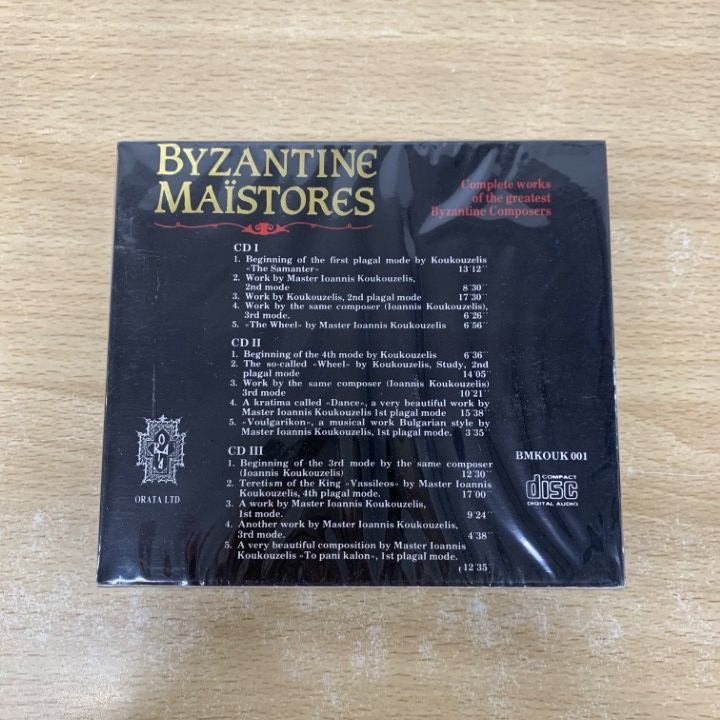 BYZANTINE
MAÏSTORES
Complete works
of the greatest
Byzantine Composers
CD I
1. Beginning of the first plagal mode by Koukouzelis
«The Samanter» 13´12´´
2. Work by Master Ioannis Koukouzelis,
2nd mode 8´30´´
3. Work by Koukouzelis, 2nd plagal mode 17´30´´
4. Work by the same composer (Ioannis Koukouzelis),
3rd mode. 6´26´´
5. «The Wheel» by Master Ioannis Koukouzelis 6´56´´
CD II
1. Beginning of the 4th mode by Koukouzelis 6´36´´
2. The so-called «Wheel» by Koukouzelis, Study, 2nd
plagal mode 14´05´´
3. Work by the same composer (Ioannis Koukouzelis)
3rd mode 10´21´´
4. A kratima called «Dance», a very beautiful work by
Master Ioannis Koukouzelis 1st plagal mode 15´38´´
5. «Voulgarikon», a musical work Bulgarian style by
Master Ioannis Koukouzelis, 1st plagal mode. 3´35´´
CD III
1. Beginning of the 3rd mode by the same composer
(Ioannis Koukouzelis) 12´30´´
2. Teretism of the King «Vassileos» by Master Ioannis
Koukouzelis, 4th plagal mode. 17´00´´
3. A work by Master Ioannis Koukouzelis,
1st mode. 9´24´´
4. Another work by Master Ioannis Koukouzelis,
3rd mode. 4´38´´
5. A very beautiful composition by Master Ioannis
Koukouzelis «To pani kalon», 1st plagal mode.
12´35´´
ORATA LTD
BMKOUK 001
COMPACT
disc
DIGITAL AUDIO